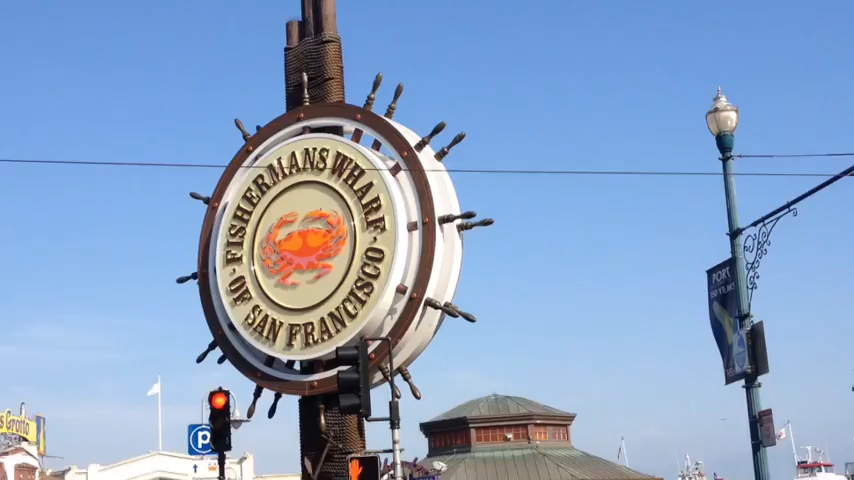 FISHERMANS WHARF
· OF SAN FRANCISCO ·
s Grotto
P
PORT